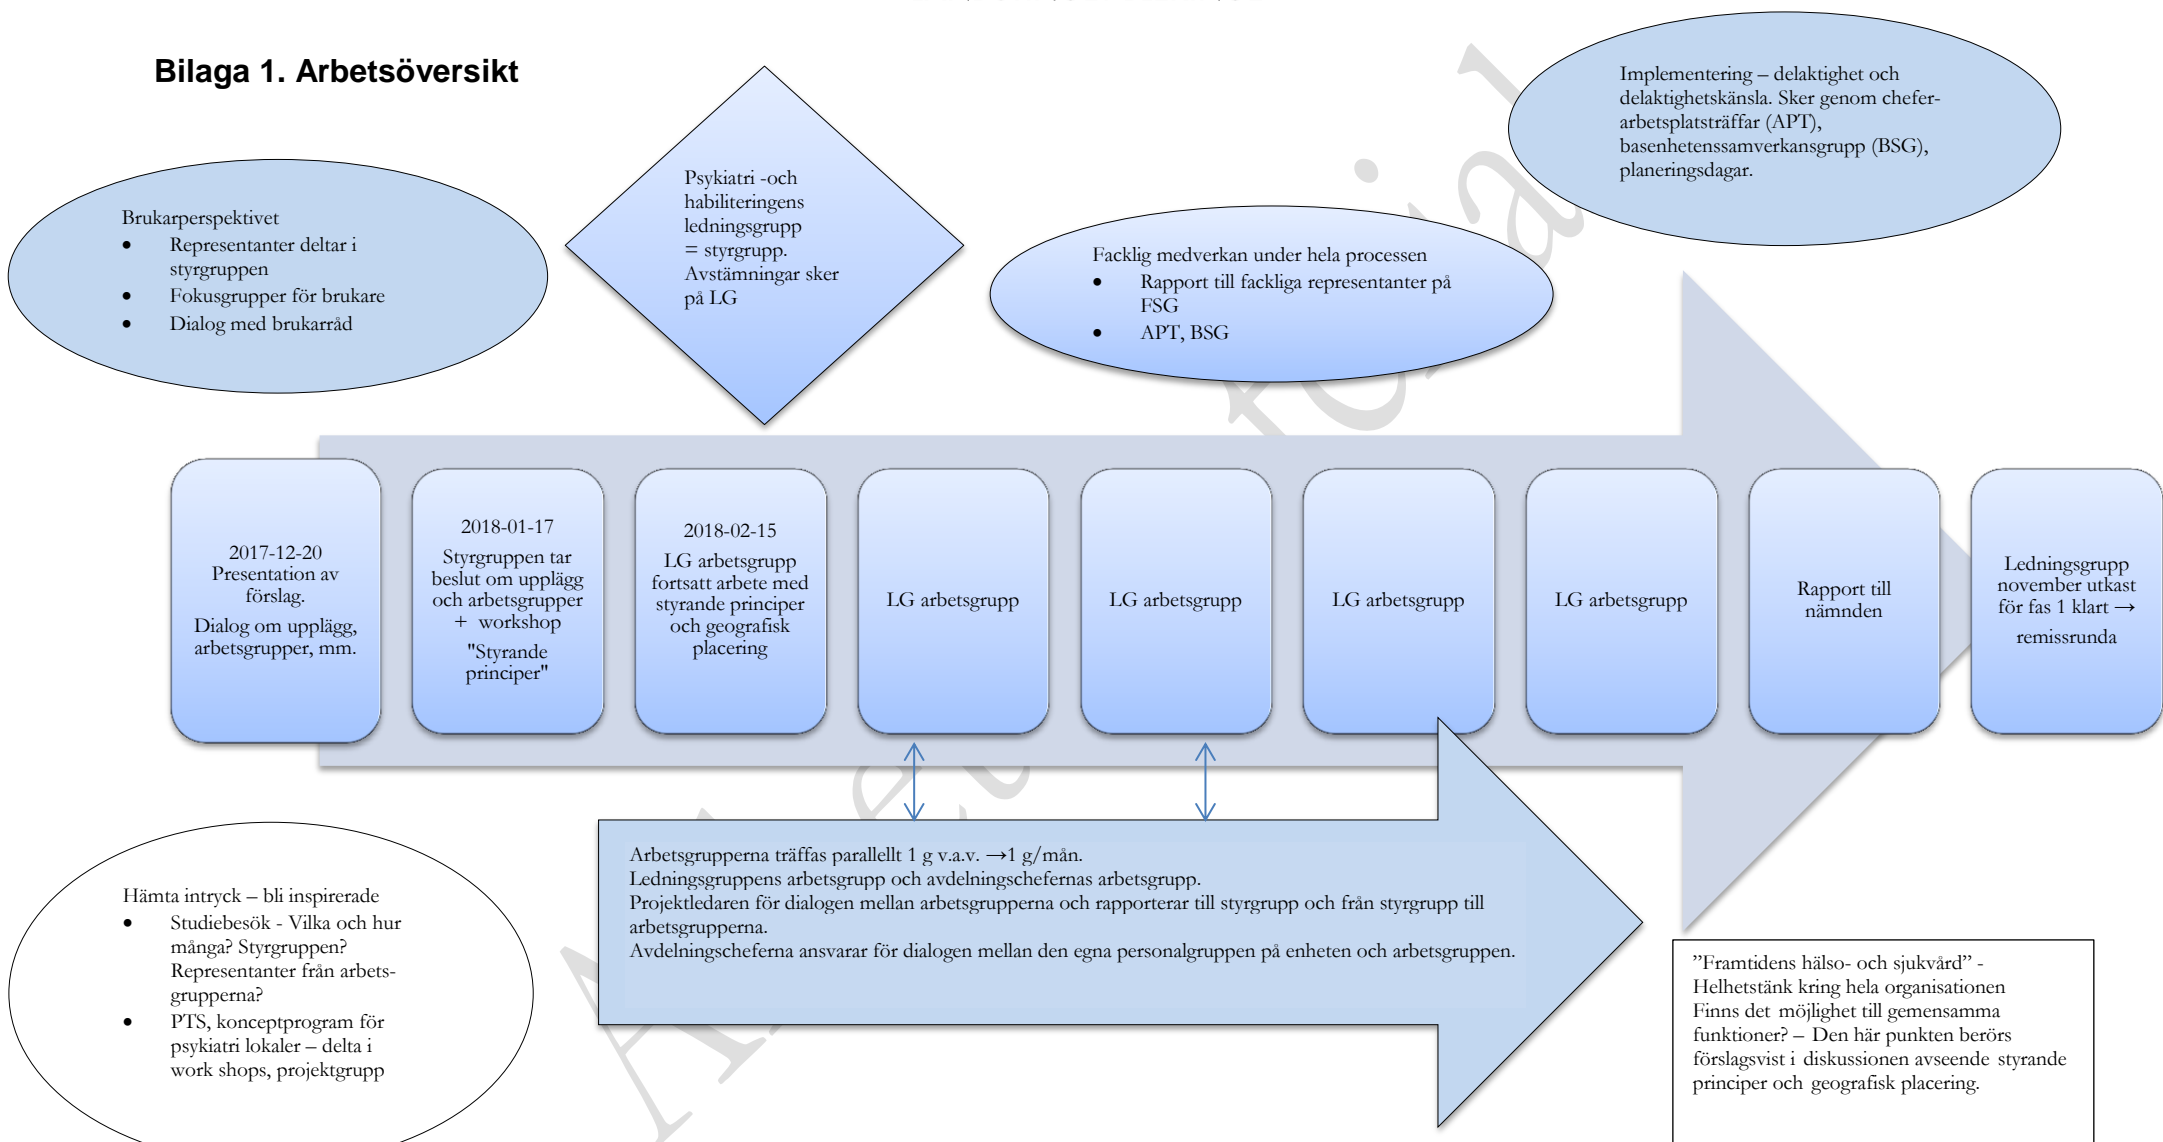 Bilaga 1. Arbetsöversikt
Implementering – delaktighet och
delaktighetskänsla. Sker genom chefer-
arbetsplatsträffar (APT),
basenhetenssamverkansgrupp (BSG),
planeringsdagar.
Psykiatri -och
habiliteringens
ledningsgrupp
= styrgrupp.
Avstämningar sker
på LG
Brukarperspektivet
• Representanter deltar i
styrgruppen
• Fokusgrupper för brukare
• Dialog med brukarråd
Facklig medverkan under hela processen
• Rapport till fackliga representanter på
FSG
• APT, BSG
2017-12-20
Presentation av
förslag.
Dialog om upplägg,
arbetsgrupper, mm.
2018-01-17
Styrgruppen tar
beslut om upplägg
och arbetsgrupper
+ workshop
"Styrande
principer"
2018-02-15
LG arbetsgrupp
fortsatt arbete med
styrande principer
och geografisk
placering
LG arbetsgrupp
LG arbetsgrupp
LG arbetsgrupp
LG arbetsgrupp
Rapport till
nämnden
Ledningsgrupp
november utkast
för fas 1 klart →
remissrunda
Arbetsgrupperna träffas parallellt 1 g v.a.v. →1 g/mån.
Ledningsgruppens arbetsgrupp och avdelningschefernas arbetsgrupp.
Projektledaren för dialogen mellan arbetsgrupperna och rapporterar till styrgrupp och från styrgrupp till
arbetsgrupperna.
Avdelningscheferna ansvarar för dialogen mellan den egna personalgruppen på enheten och arbetsgruppen.
Hämta intryck – bli inspirerade
• Studiebesök - Vilka och hur
många? Styrgruppen?
Representanter från arbets-
grupperna?
• PTS, konceptprogram för
psykiatri lokaler – delta i
work shops, projektgrupp
”Framtidens hälso- och sjukvård” -
Helhetstänk kring hela organisationen
Finns det möjlighet till gemensamma
funktioner? – Den här punkten berörs
förslagsvist i diskussionen avseende styrande
principer och geografisk placering.